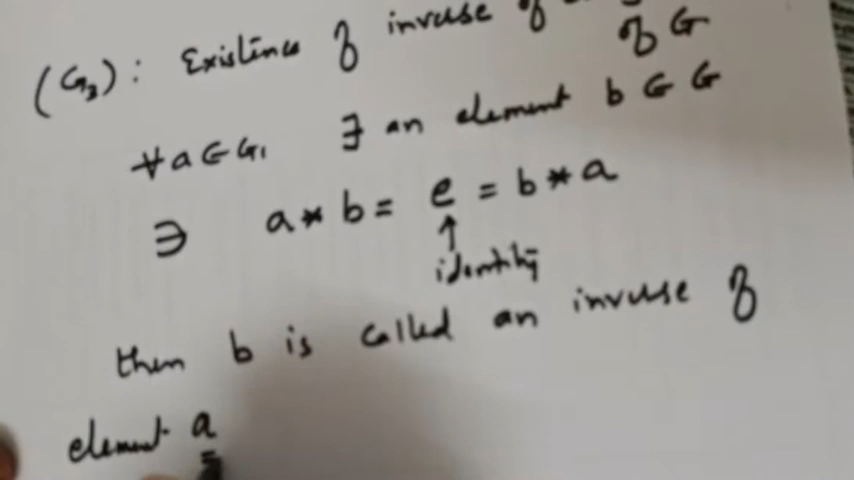 (G₃): Existence of inverse of
of G
∀ a ∈ G, ∃ an element b ∈ G
∋ a * b = e = b * a
↑
identity
then b is called an inverse of
element a